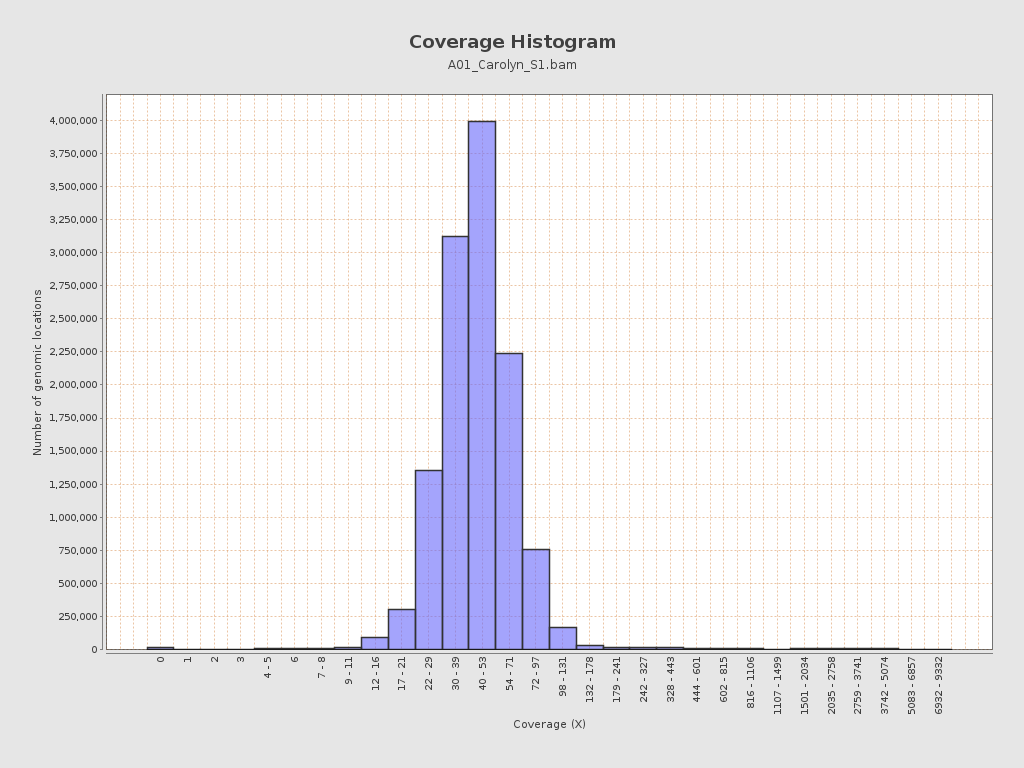 Coverage Histogram
A01_Carolyn_S1.bam
4,000,000
3,750,000
3,500,000
3,250,000
3,000,000
2,750,000
2,500,000
2,250,000
2,000,000
1,750,000
1,500,000
1,250,000
1,000,000
750,000
500,000
250,000
0
Number of genomic locations
0
1
2
3
4 - 5
6
7 - 8
9 - 11
12 - 16
17 - 21
22 - 29
30 - 39
40 - 53
54 - 71
72 - 97
98 - 131
132 - 178
179 - 241
242 - 327
328 - 443
444 - 601
602 - 815
816 - 1106
1107 - 1499
1501 - 2034
2035 - 2758
2759 - 3741
3742 - 5074
5083 - 6857
6932 - 9332
Coverage (X)